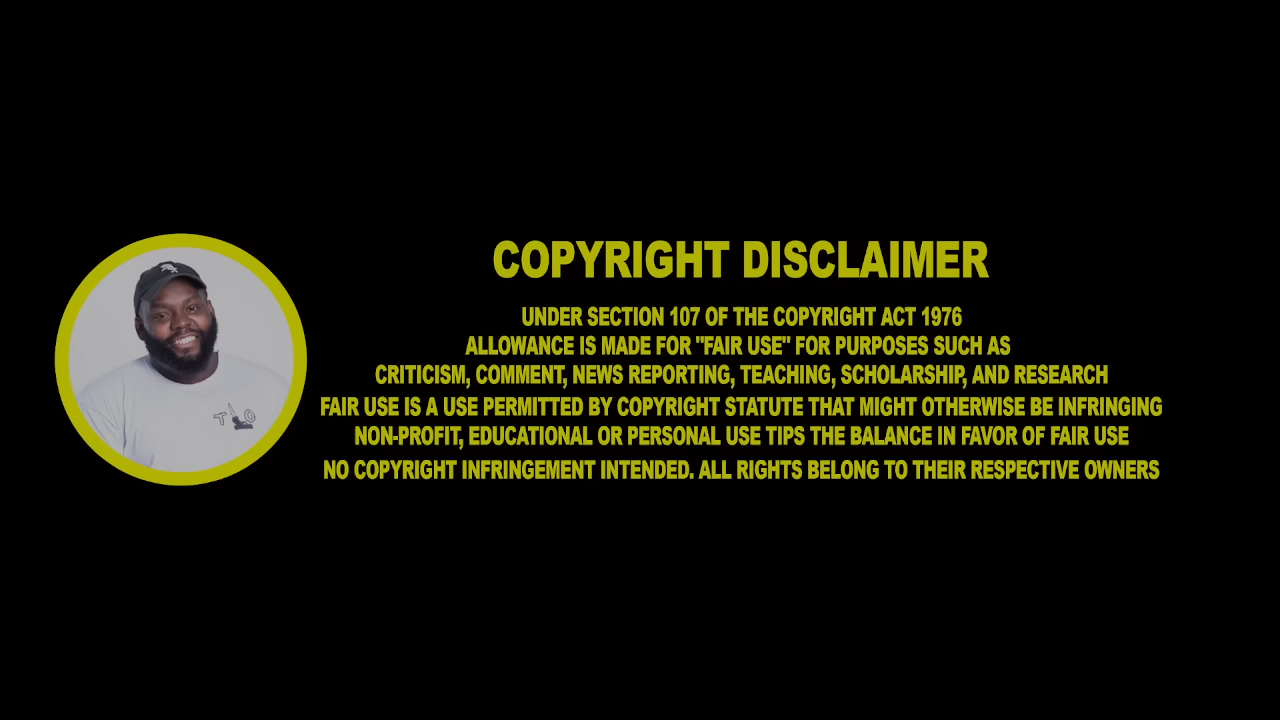 COPYRIGHT DISCLAIMER
UNDER SECTION 107 OF THE COPYRIGHT ACT 1976
ALLOWANCE IS MADE FOR "FAIR USE" FOR PURPOSES SUCH AS
CRITICISM, COMMENT, NEWS REPORTING, TEACHING, SCHOLARSHIP, AND RESEARCH
FAIR USE IS A USE PERMITTED BY COPYRIGHT STATUTE THAT MIGHT OTHERWISE BE INFRINGING
NON-PROFIT, EDUCATIONAL OR PERSONAL USE TIPS THE BALANCE IN FAVOR OF FAIR USE
NO COPYRIGHT INFRINGEMENT INTENDED. ALL RIGHTS BELONG TO THEIR RESPECTIVE OWNERS